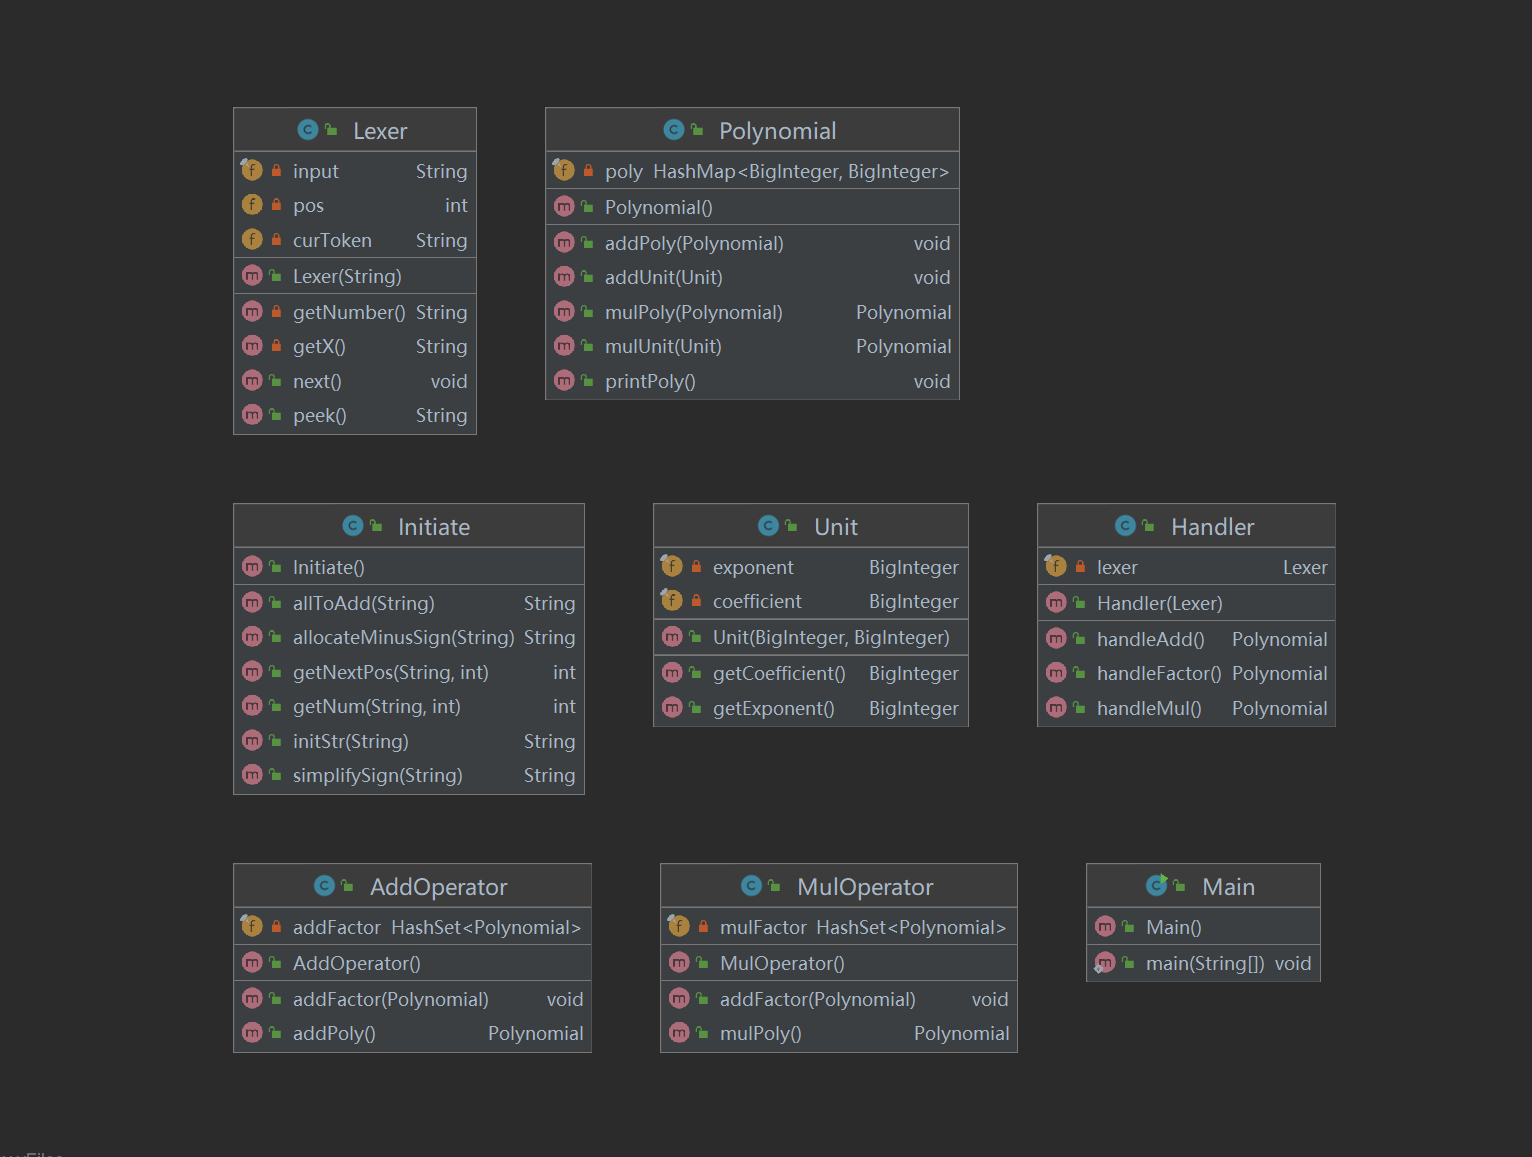 Lexer
input String
pos int
curToken String
Lexer(String)
getNumber() String
getX() String
next() void
peek() String
Polynomial
poly HashMap<BigInteger, BigInteger>
Polynomial()
addPoly(Polynomial) void
addUnit(Unit) void
mulPoly(Polynomial) Polynomial
mulUnit(Unit) Polynomial
printPoly() void
Initiate
Initiate()
allToAdd(String) String
allocateMinusSign(String) String
getNextPos(String, int) int
getNum(String, int) int
initStr(String) String
simplifySign(String) String
Unit
exponent BigInteger
coefficient BigInteger
Unit(BigInteger, BigInteger)
getCoefficient() BigInteger
getExponent() BigInteger
Handler
lexer Lexer
Handler(Lexer)
handleAdd() Polynomial
handleFactor() Polynomial
handleMul() Polynomial
AddOperator
addFactor HashSet<Polynomial>
AddOperator()
addFactor(Polynomial) void
addPoly() Polynomial
MulOperator
mulFactor HashSet<Polynomial>
MulOperator()
addFactor(Polynomial) void
mulPoly() Polynomial
Main
Main()
main(String[]) void